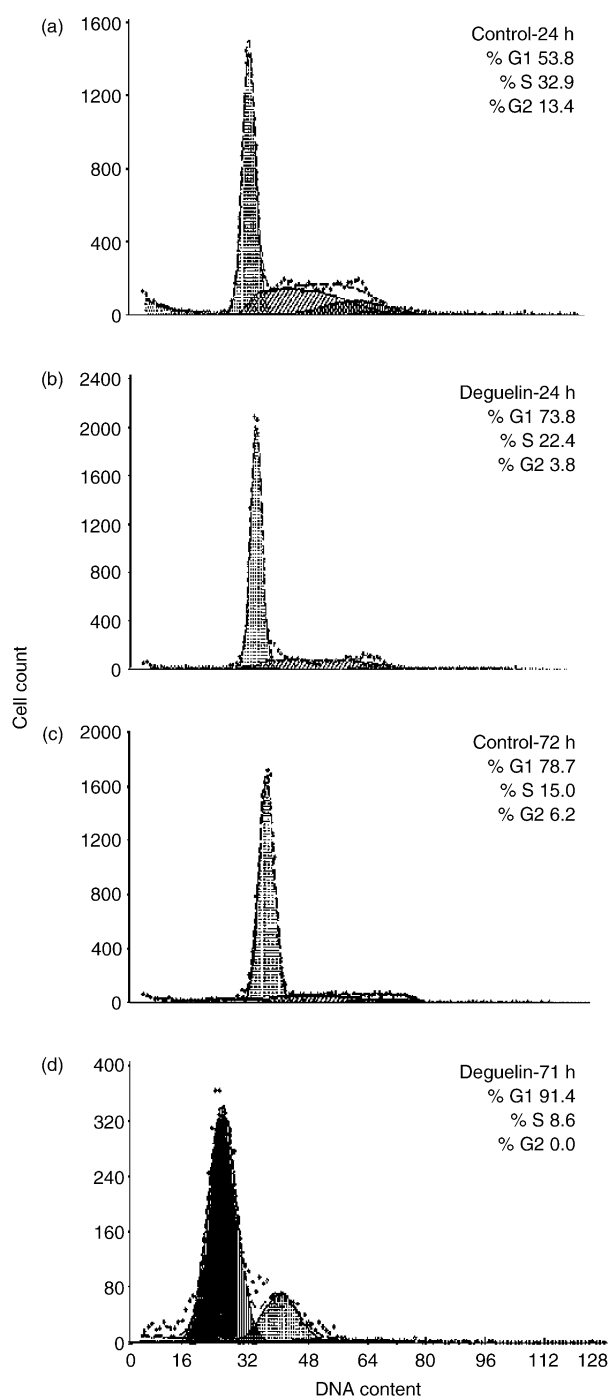 (a)
1600
1200
800
400
0
Control-24 h
% G1 53.8
% S 32.9
% G2 13.4
(b)
2400
2000
1600
1200
800
400
0
Deguelin-24 h
% G1 73.8
% S 22.4
% G2 3.8
Cell count
(c)
2000
1600
1200
800
400
0
Control-72 h
% G1 78.7
% S 15.0
% G2 6.2
(d)
400
320
240
160
80
0
Deguelin-71 h
% G1 91.4
% S 8.6
% G2 0.0
0 16 32 48 64 80 96 112 128
DNA content